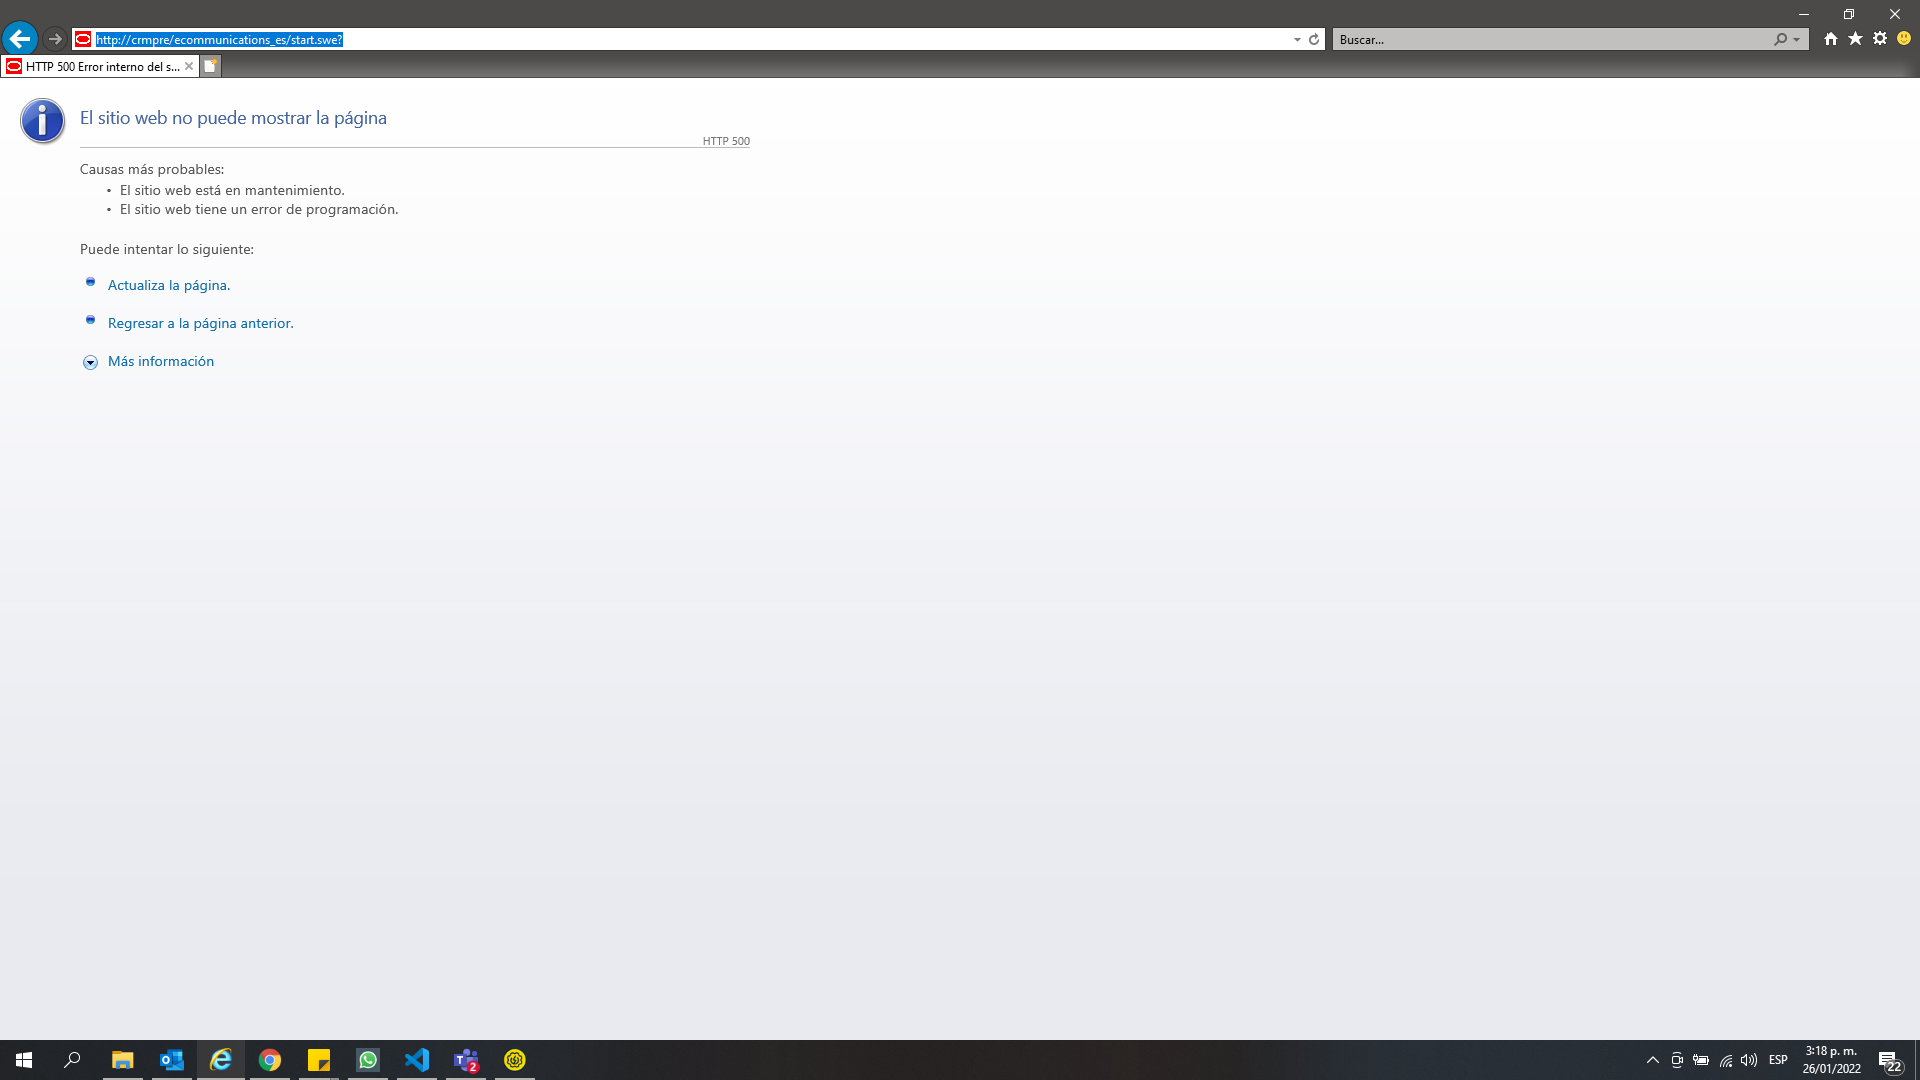 http://crmpre/ecommunications_es/start.swe?
Buscar...
HTTP 500 Error interno del s...
El sitio web no puede mostrar la página
HTTP 500
Causas más probables:
• El sitio web está en mantenimiento.
• El sitio web tiene un error de programación.
Puede intentar lo siguiente:
Actualiza la página.
Regresar a la página anterior.
Más información
2
ESP
3:18 p. m.
26/01/2022
22